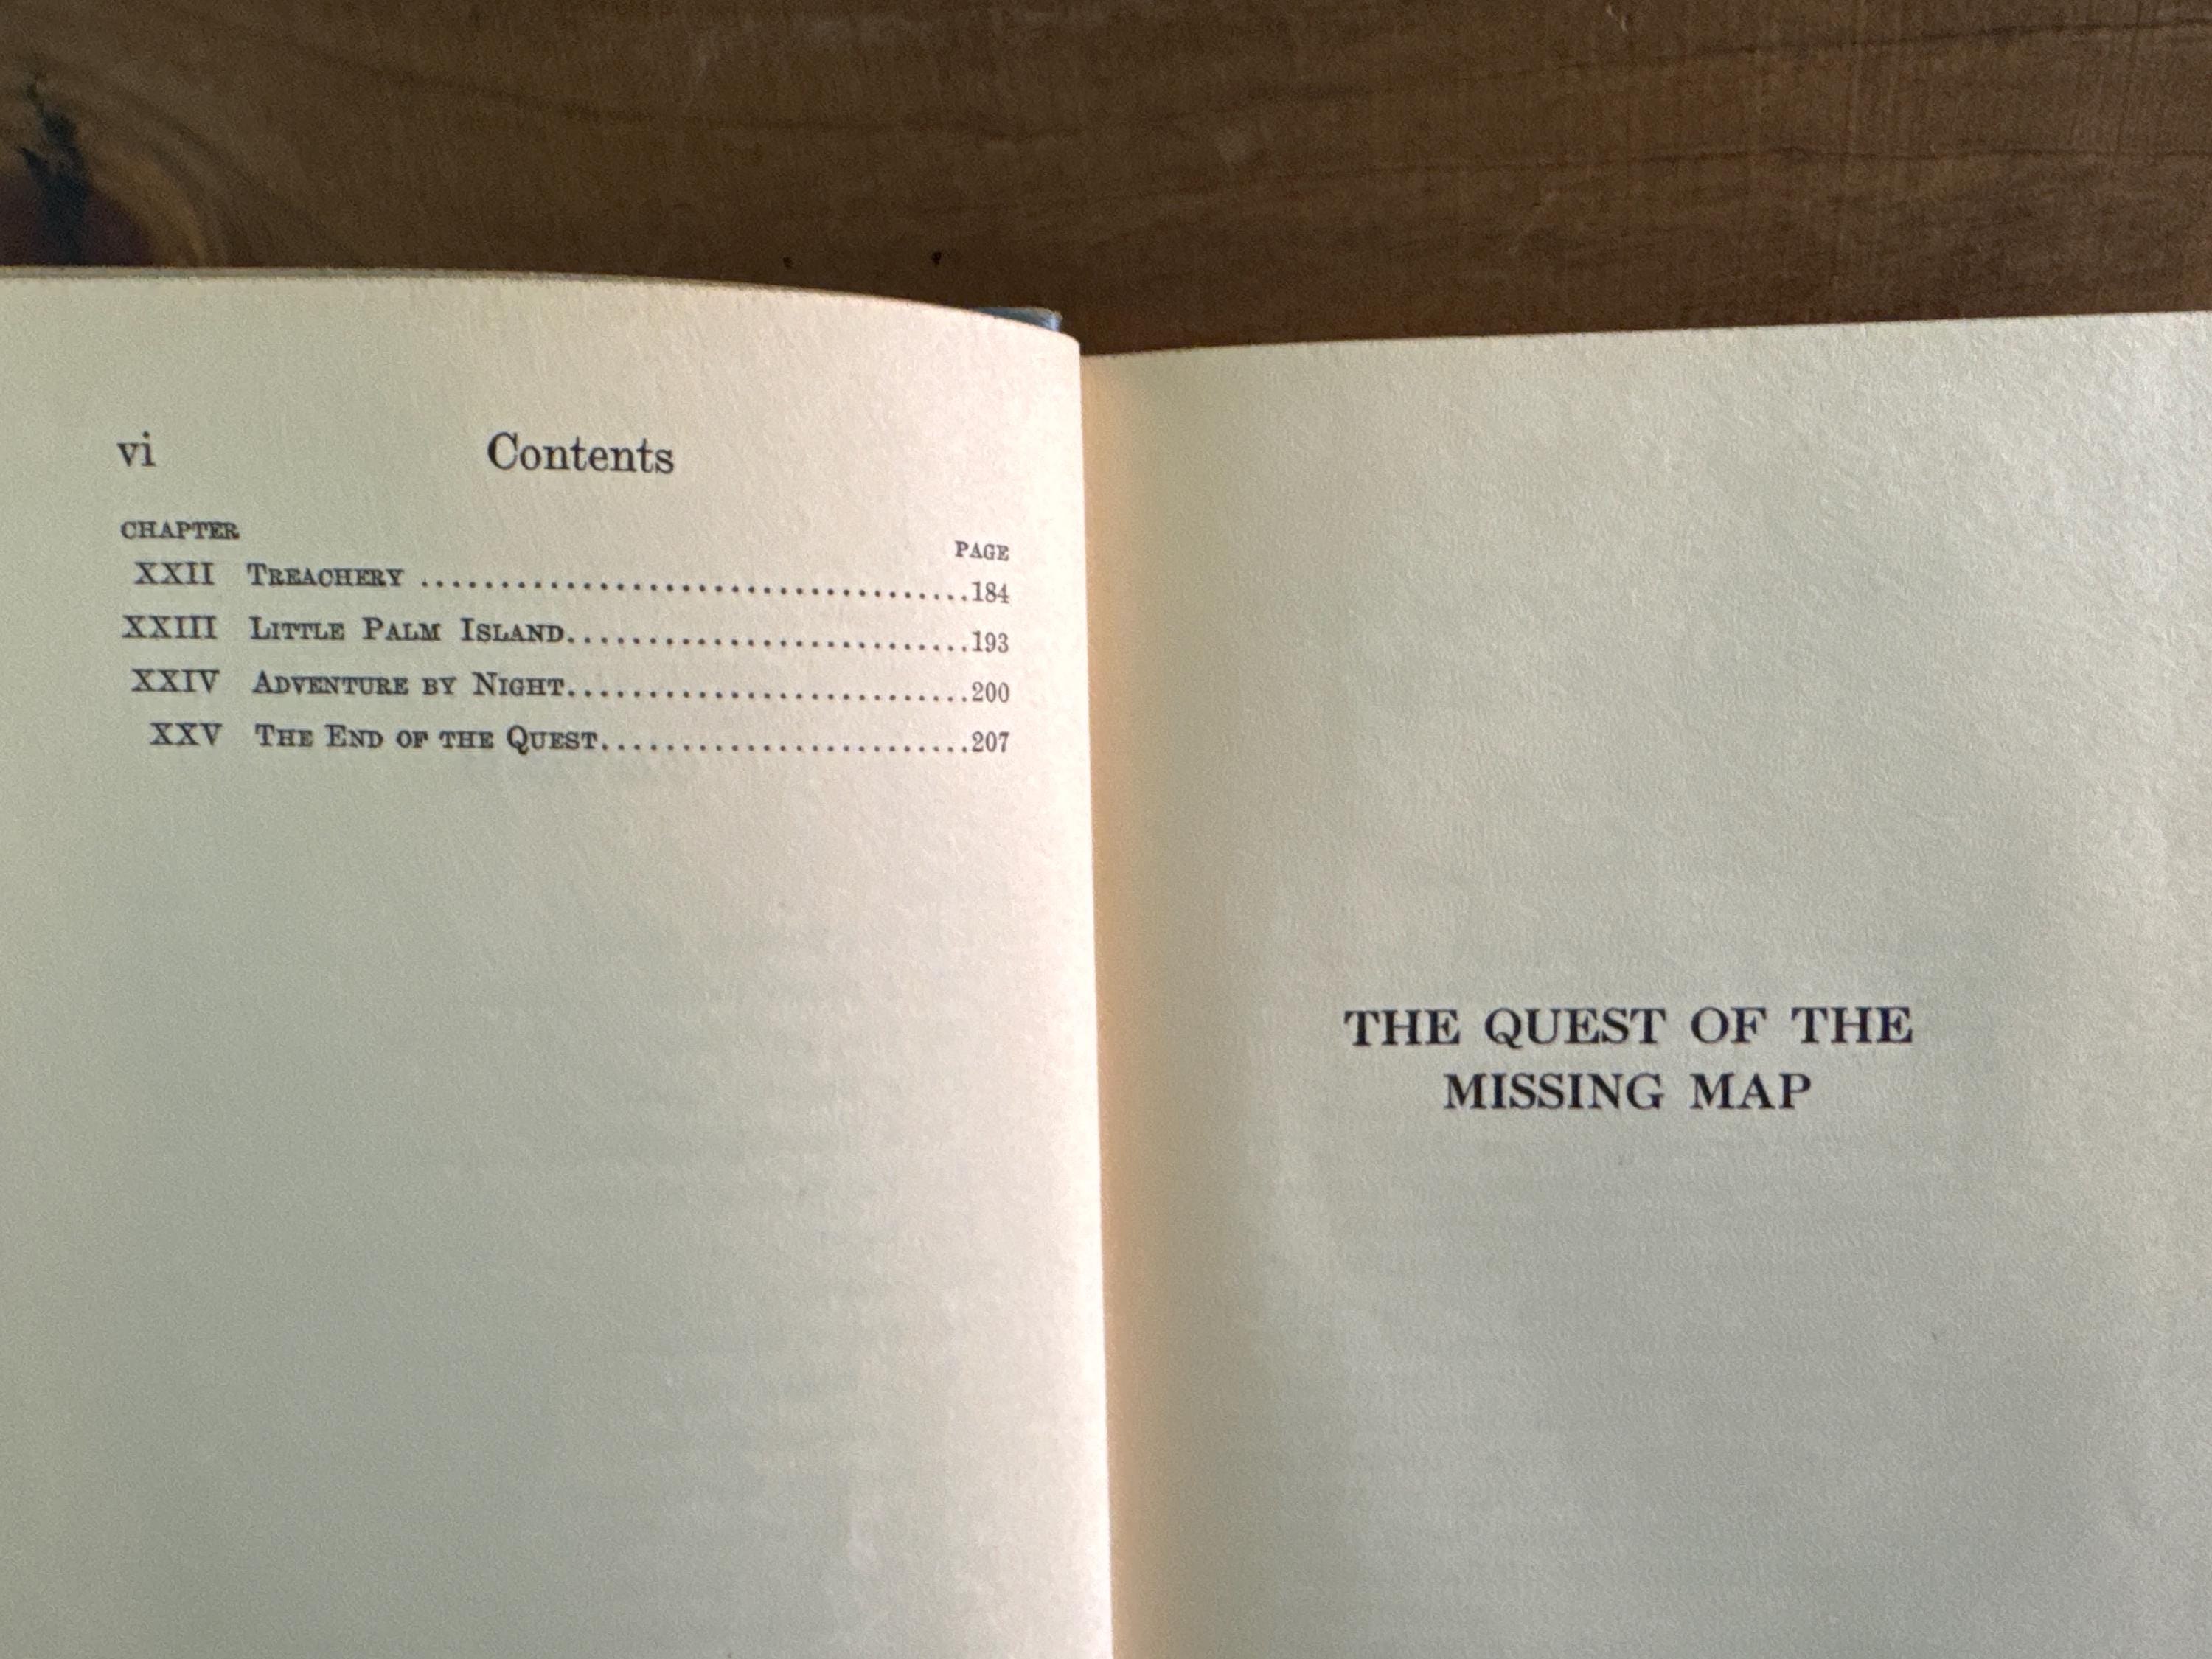 vi Contents
CHAPTER PAGE
XXII TREACHERY ...................................184
XXIII LITTLE PALM ISLAND..........................193
XXIV ADVENTURE BY NIGHT..........................200
XXV THE END OF THE QUEST........................207
THE QUEST OF THE
MISSING MAP